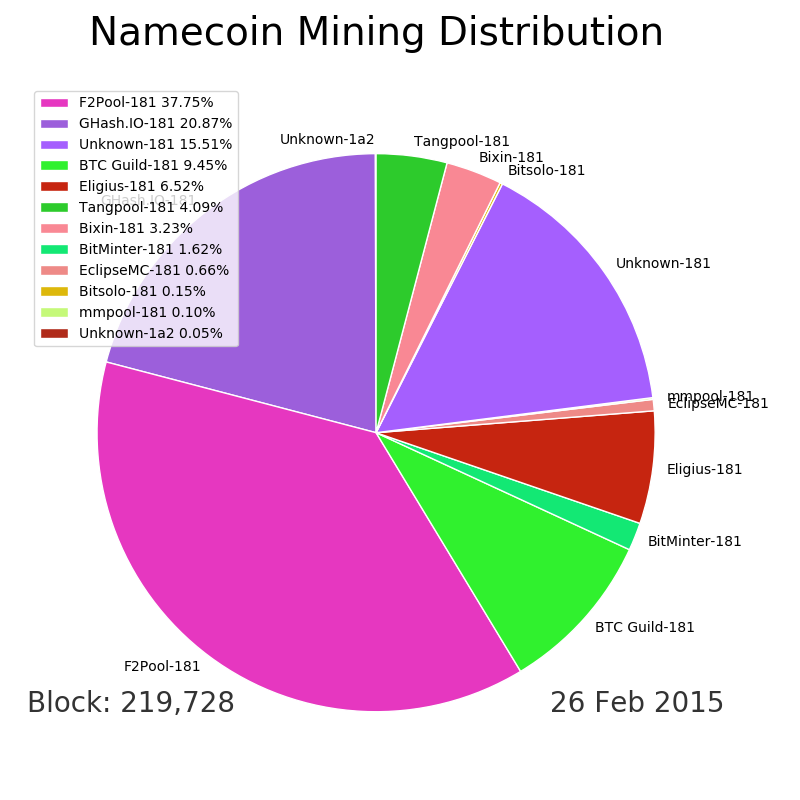 Namecoin Mining Distribution
F2Pool-181 37.75%
GHash.IO-181 20.87%
Unknown-181 15.51%
BTC Guild-181 9.45%
Eligius-181 6.52%
Tangpool-181 4.09%
Bixin-181 3.23%
BitMinter-181 1.62%
EclipseMC-181 0.66%
Bitsolo-181 0.15%
mmpool-181 0.10%
Unknown-1a2 0.05%
Unknown-1a2
Tangpool-181
Bixin-181
Bitsolo-181
GHash.IO-181
Unknown-181
mmpool-181
EclipseMC-181
Eligius-181
BitMinter-181
BTC Guild-181
F2Pool-181
Block: 219,728
26 Feb 2015